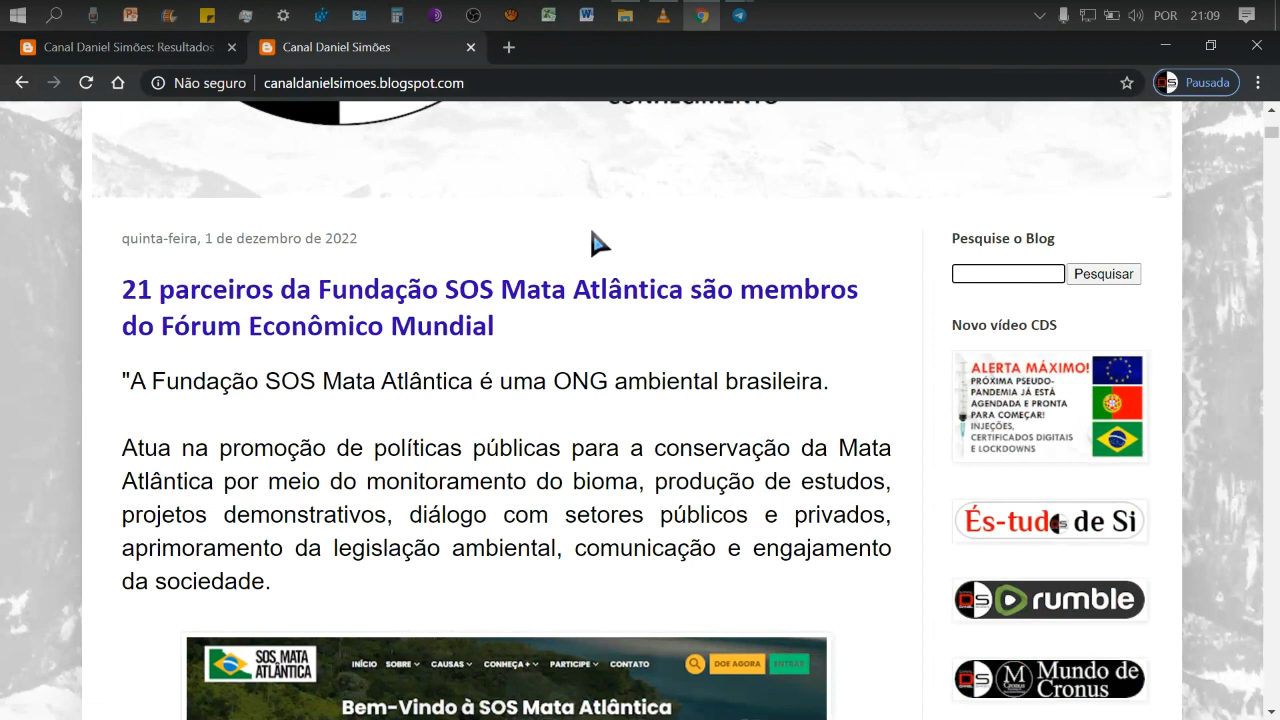 POR 21:09
Canal Daniel Simões: Resultados
Canal Daniel Simões
Não seguro canaldanielsimoes.blogspot.com
Pausada
CONHECIMENTO
quinta-feira, 1 de dezembro de 2022
21 parceiros da Fundação SOS Mata Atlântica são membros
do Fórum Econômico Mundial
"A Fundação SOS Mata Atlântica é uma ONG ambiental brasileira.
Atua na promoção de políticas públicas para a conservação da Mata
Atlântica por meio do monitoramento do bioma, produção de estudos,
projetos demonstrativos, diálogo com setores públicos e privados,
aprimoramento da legislação ambiental, comunicação e engajamento
da sociedade.
SOS MATA
ATLÂNTICA
INÍCIO SOBRE CAUSAS CONHEÇA + PARTICIPE CONTATO
DOE AGORA ENTRAR
Bem-Vindo à SOS Mata Atlântica
Pesquise o Blog
Pesquisar
Novo vídeo CDS
ALERTA MÁXIMO!
PRÓXIMA PSEUDO-
PANDEMIA JÁ ESTÁ
AGENDADA E PRONTA
PARA COMEÇAR!
INJEÇÕES,
CERTIFICADOS DIGITAIS
E LOCKDOWNS
És-tudo de Si
rumble
Mundo de
Cronus